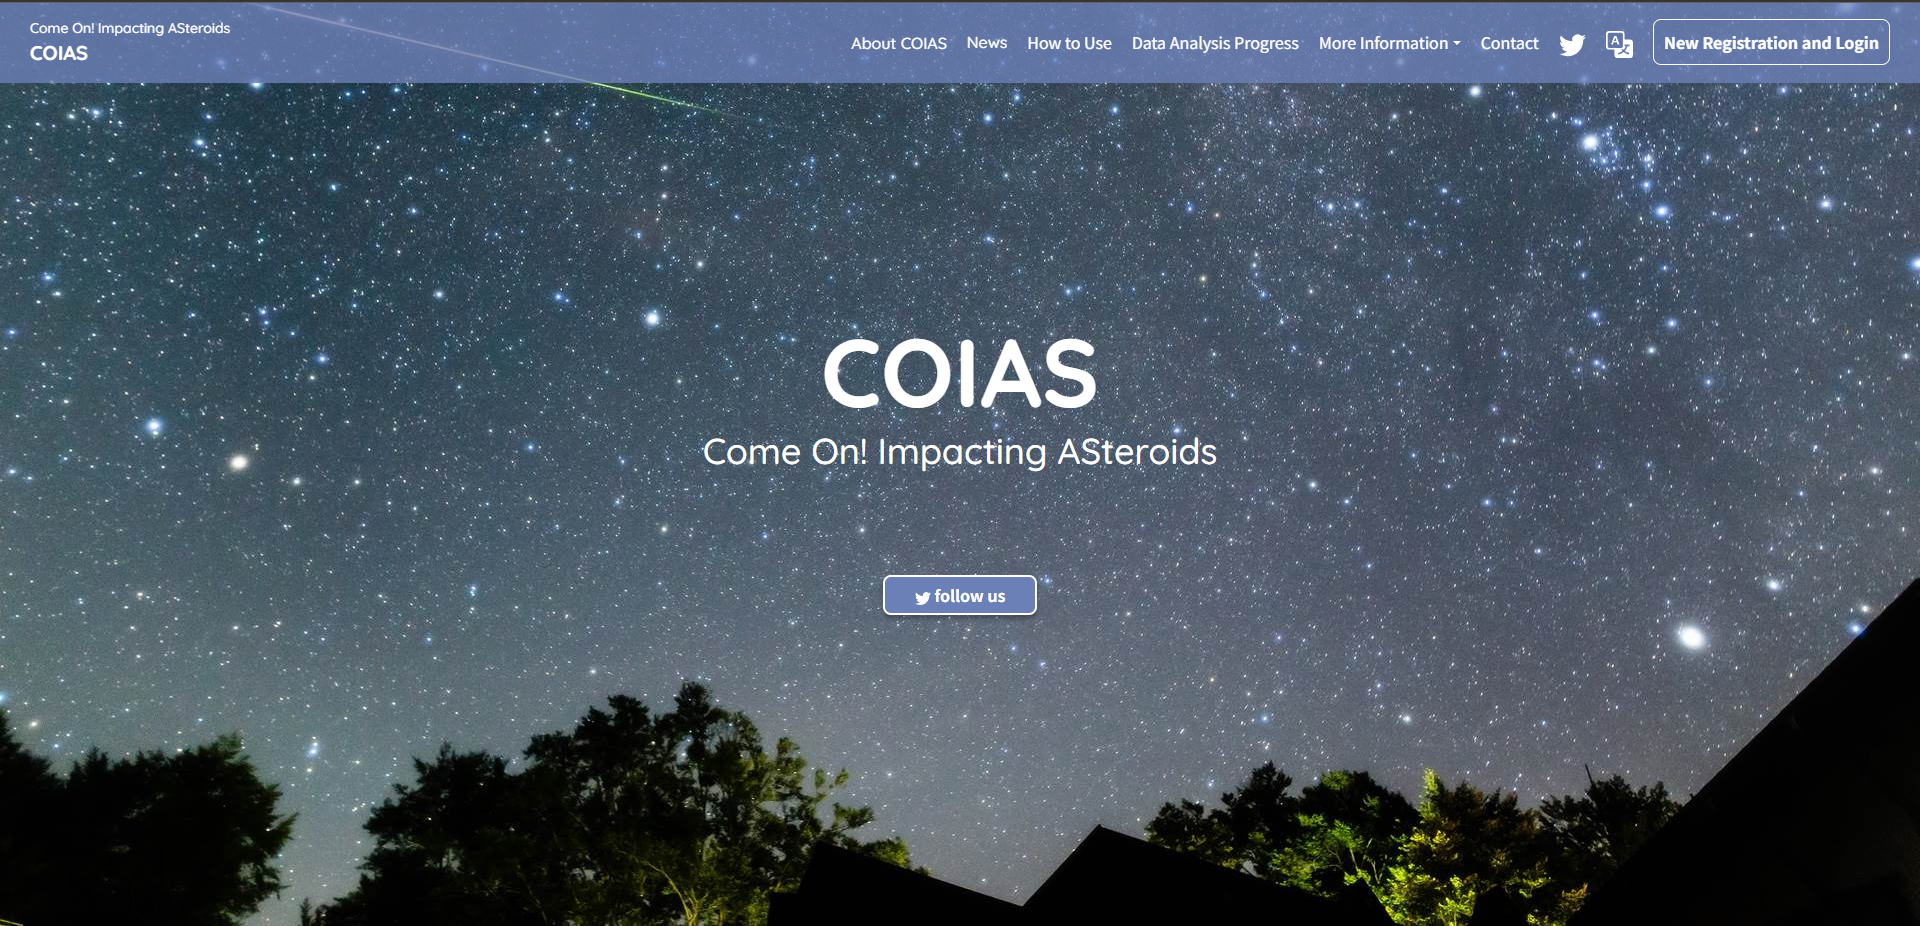 Come On! Impacting ASteroids
COIAS
About COIAS News How to Use Data Analysis Progress More Information Contact New Registration and Login
COIAS
Come On! Impacting ASteroids
follow us